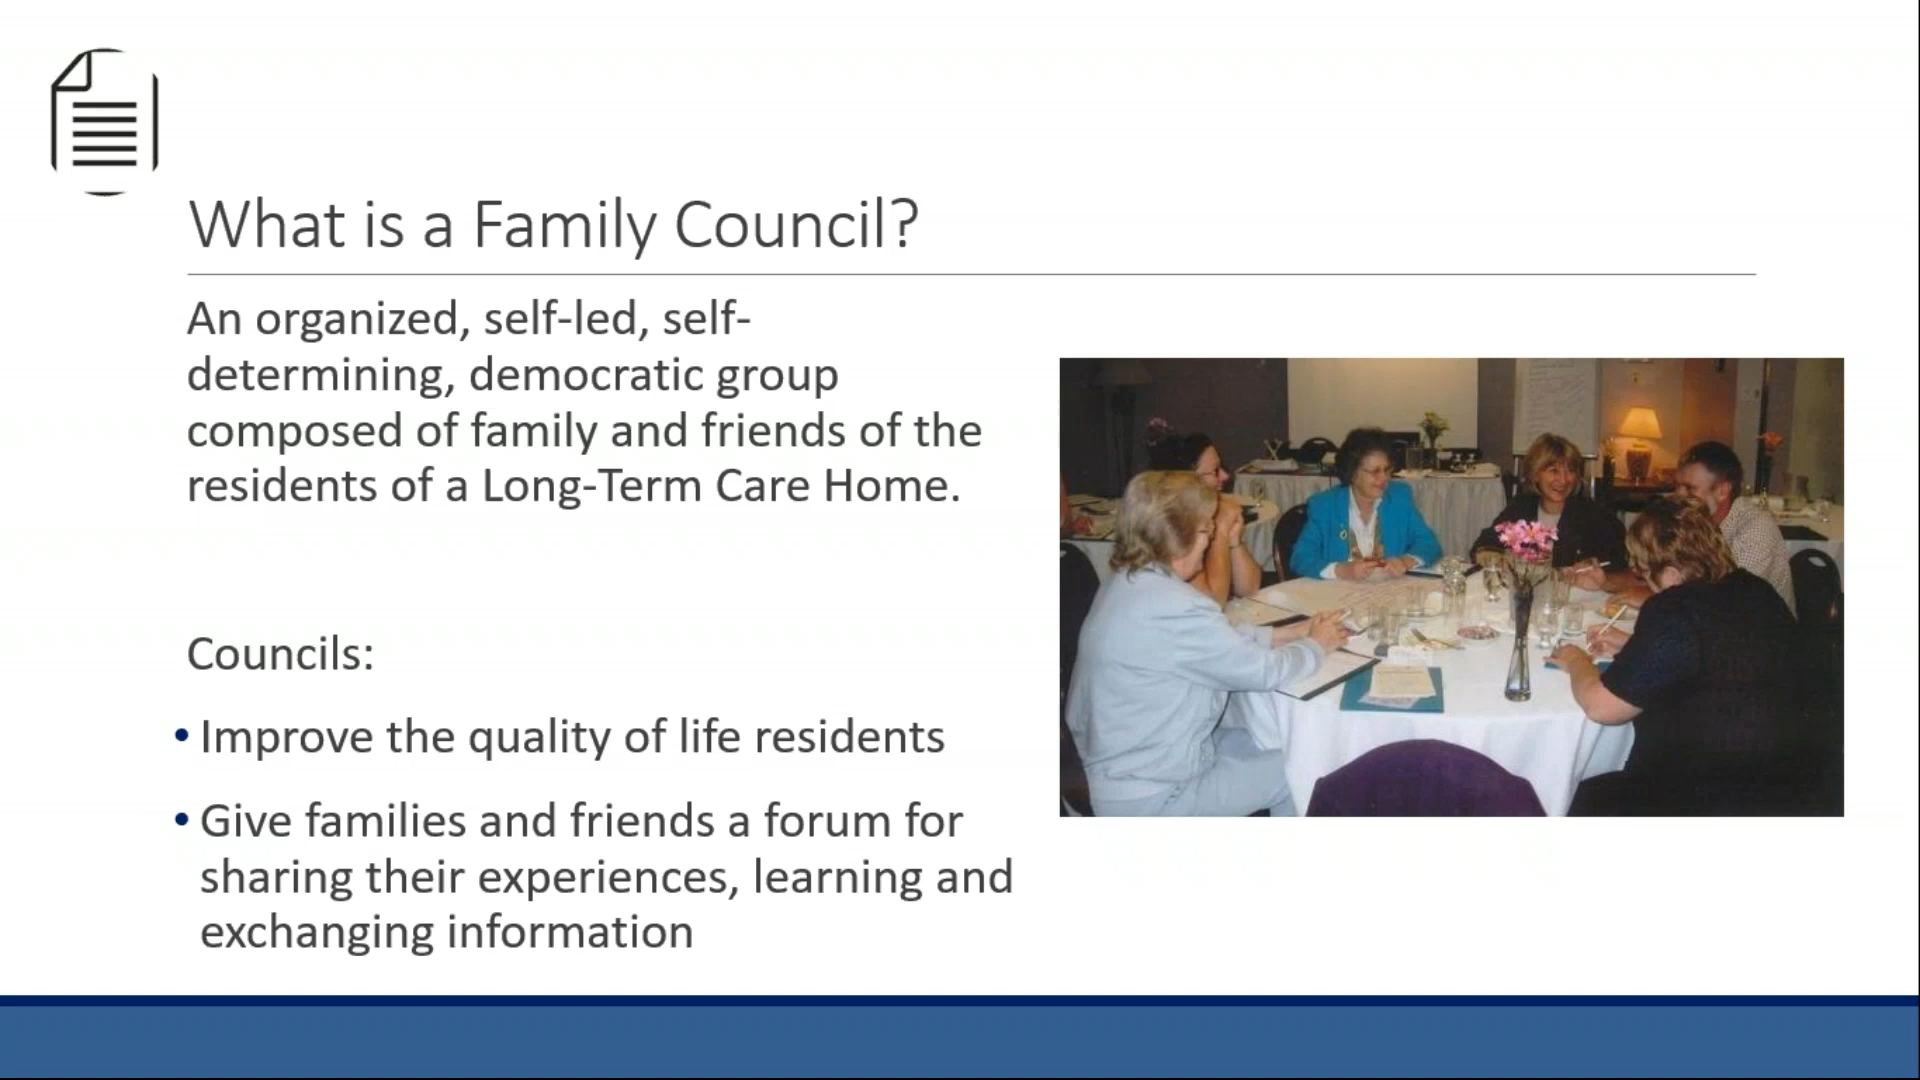 What is a Family Council?
An organized, self-led, self-
determining, democratic group
composed of family and friends of the
residents of a Long-Term Care Home.
Councils:
• Improve the quality of life residents
• Give families and friends a forum for
sharing their experiences, learning and
exchanging information